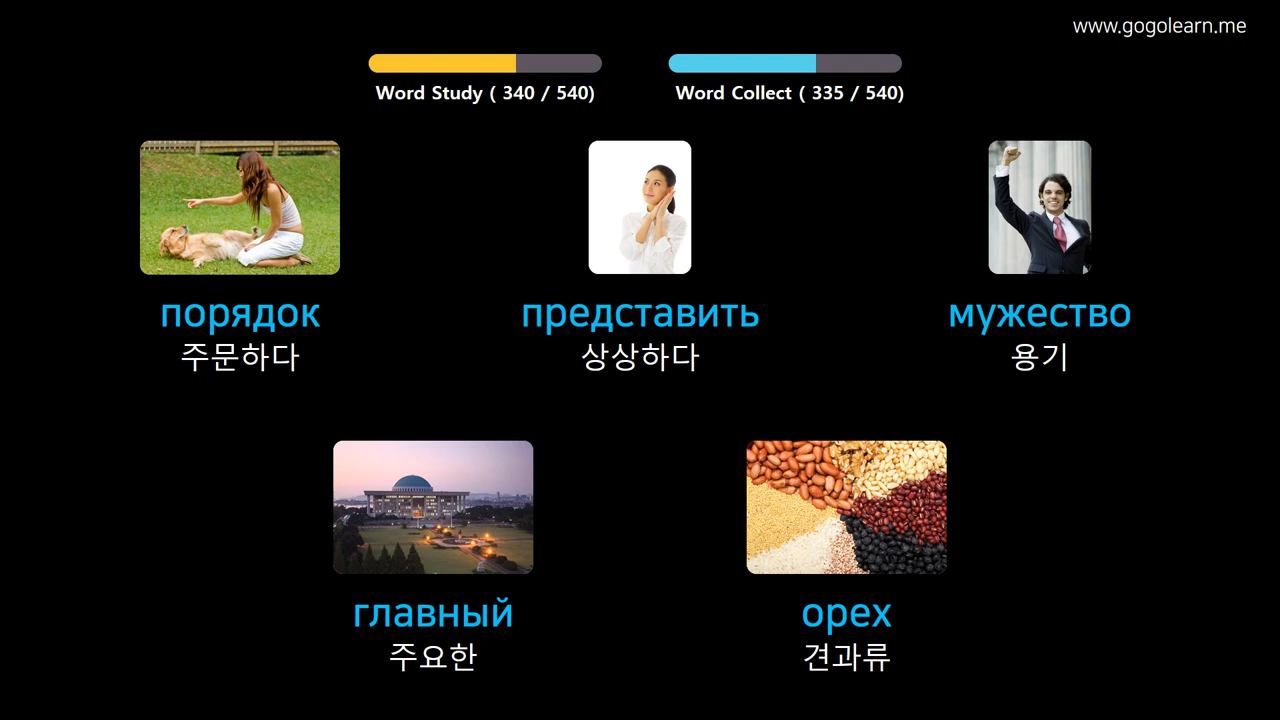 www.gogolearn.me
Word Study ( 340 / 540)
Word Collect ( 335 / 540)
порядок
주문하다
представить
상상하다
мужество
용기
главный
주요한
орех
견과류